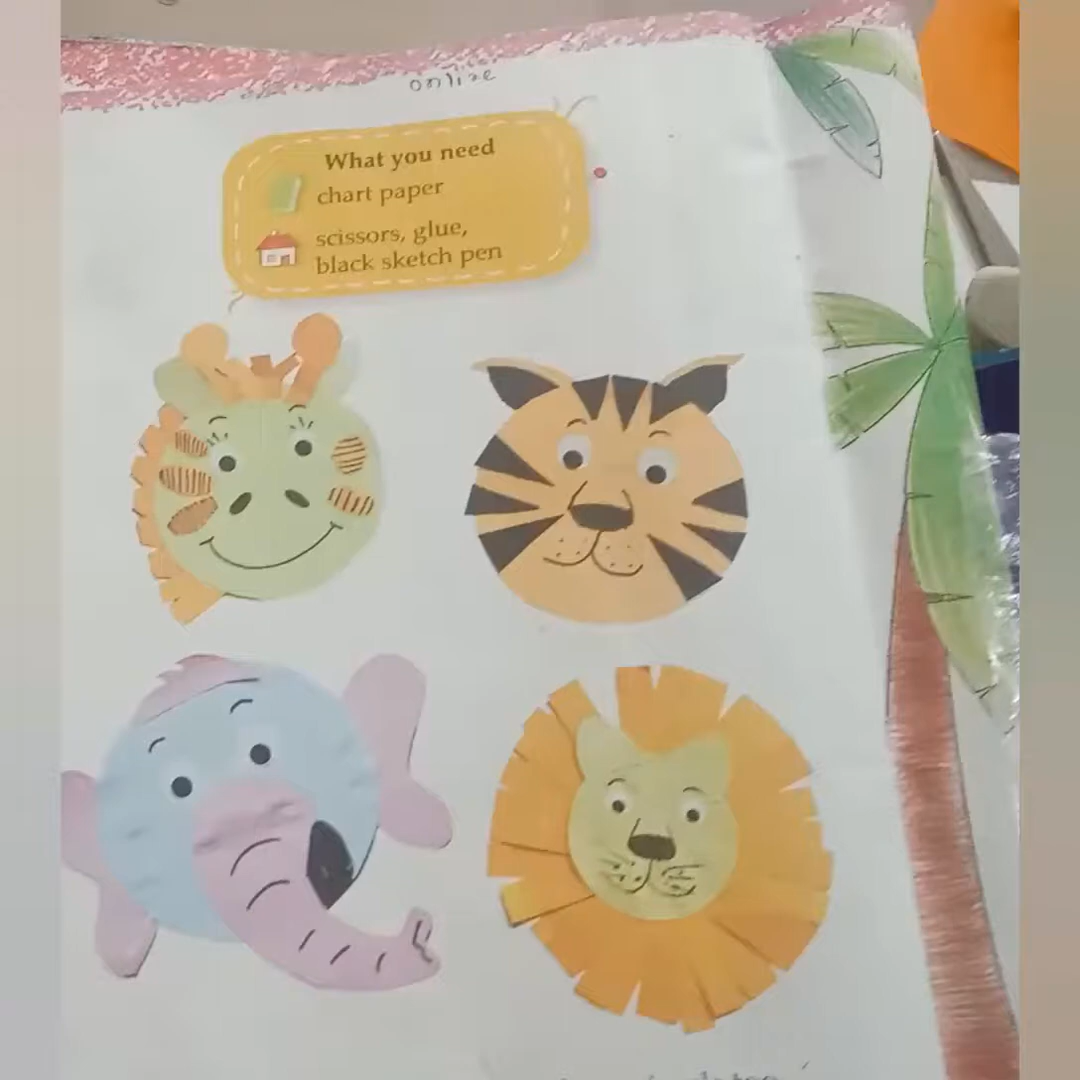 online
What you need
chart paper
scissors, glue,
black sketch pen